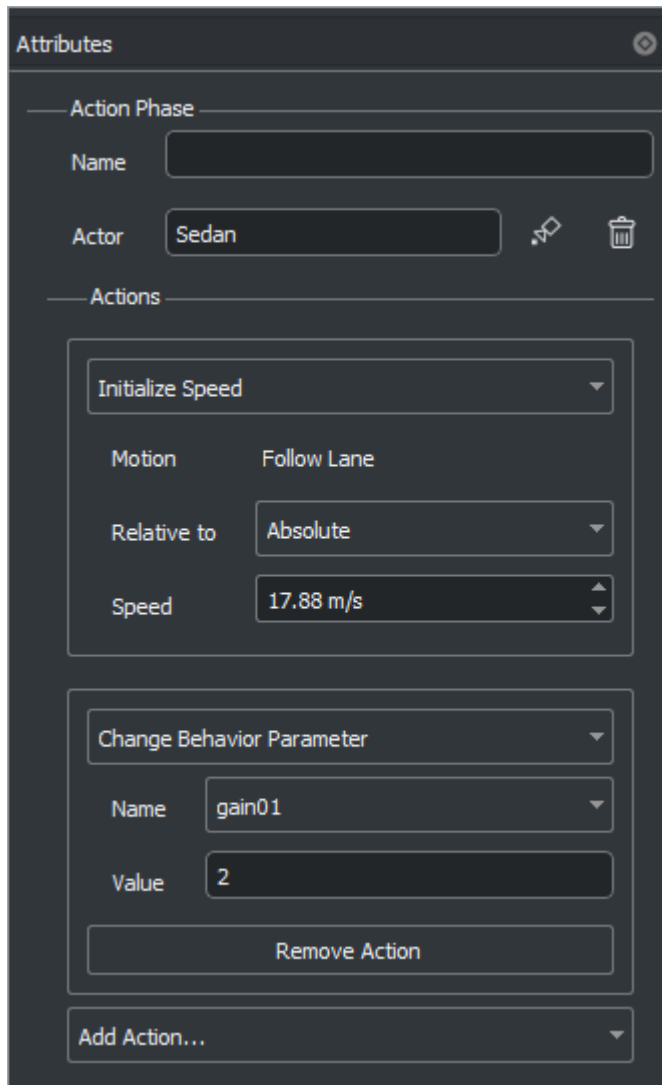 Attributes
Action Phase
Name
Actor Sedan
Actions
Initialize Speed
Motion Follow Lane
Relative to Absolute
Speed 17.88 m/s
Change Behavior Parameter
Name gain01
Value 2
Remove Action
Add Action...